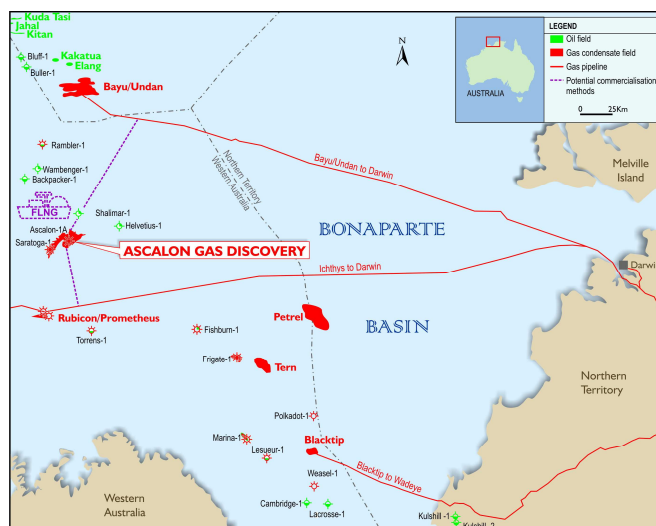 Kuda Tasi
Jahal
Kitan
Bluff-1
Kakatua
Elang
Buller-1
Bayu/Undan
N
AUSTRALIA
LEGEND
Oil field
Gas condensate field
Gas pipeline
Potential commercialisation
methods
0 25Km
Rambler-1
Northern Territory
Western Australia
Bayu/Undan to Darwin
Melville
Island
Wambenger-1
Backpacker-1
FLNG
Shalimar-1
Helvetius-1
Ascalon-1A
Saratoga-1
ASCALON GAS DISCOVERY
BONAPARTE
Ichthys to Darwin
Darwin
Rubicon/Prometheus
Torrens-1
Fishburn-1
Petrel
BASIN
Frigate-1
Tern
Northern
Territory
Polkadot-1
Marina-1
Lesueur-1
Blacktip
Blacktip to Wadeye
Weasel-1
Western
Australia
Cambridge-1
Lacrosse-1
Kulshill -1
Kulshill -2